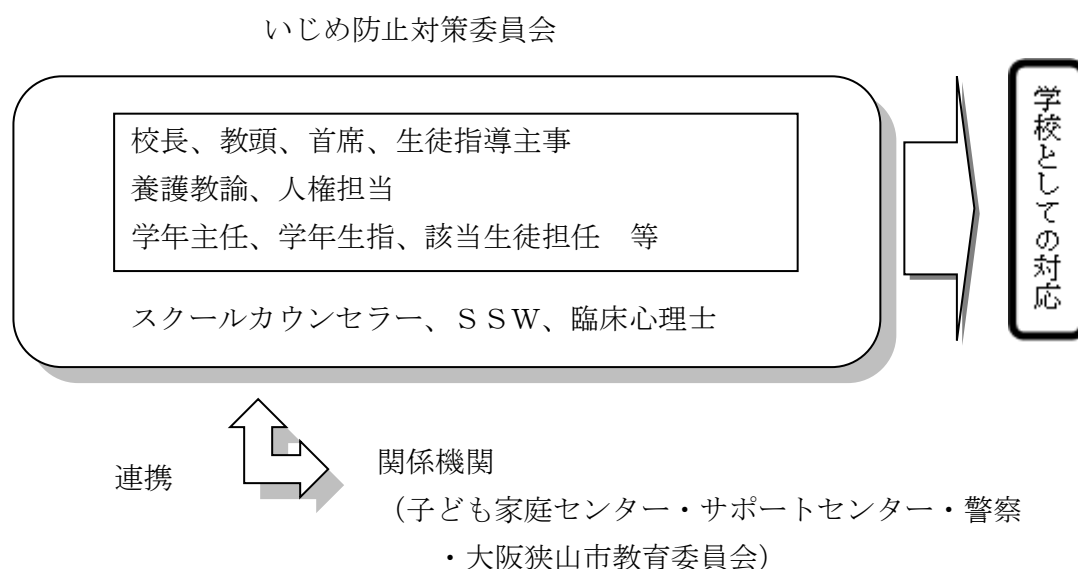 いじめ防止対策委員会
校長、教頭、首席、生徒指導主事
養護教諭、人権担当
学年主任、学年生指、該当生徒担任　等
スクールカウンセラー、ＳＳＷ、臨床心理士
学校としての対応
連携
関係機関
（子ども家庭センター・サポートセンター・警察
・大阪狭山市教育委員会）